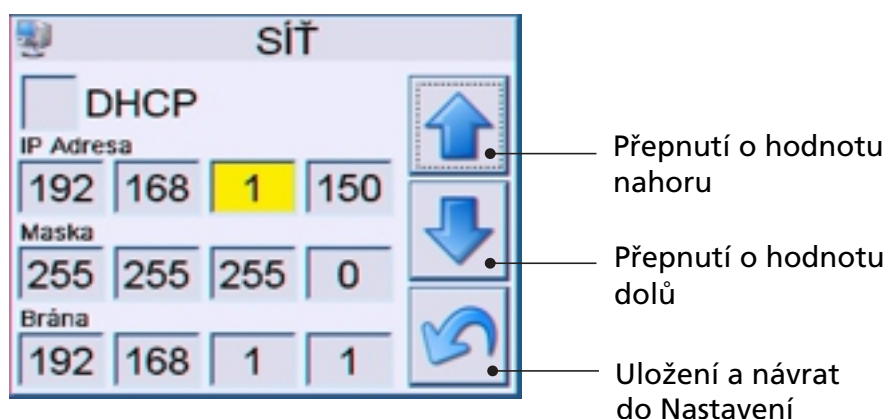 SÍŤ
DHCP
IP Adresa
192 168 1 150
Maska
255 255 255 0
Brána
192 168 1 1
Přepnutí o hodnotu
nahoru
Přepnutí o hodnotu
dolů
Uložení a návrat
do Nastavení